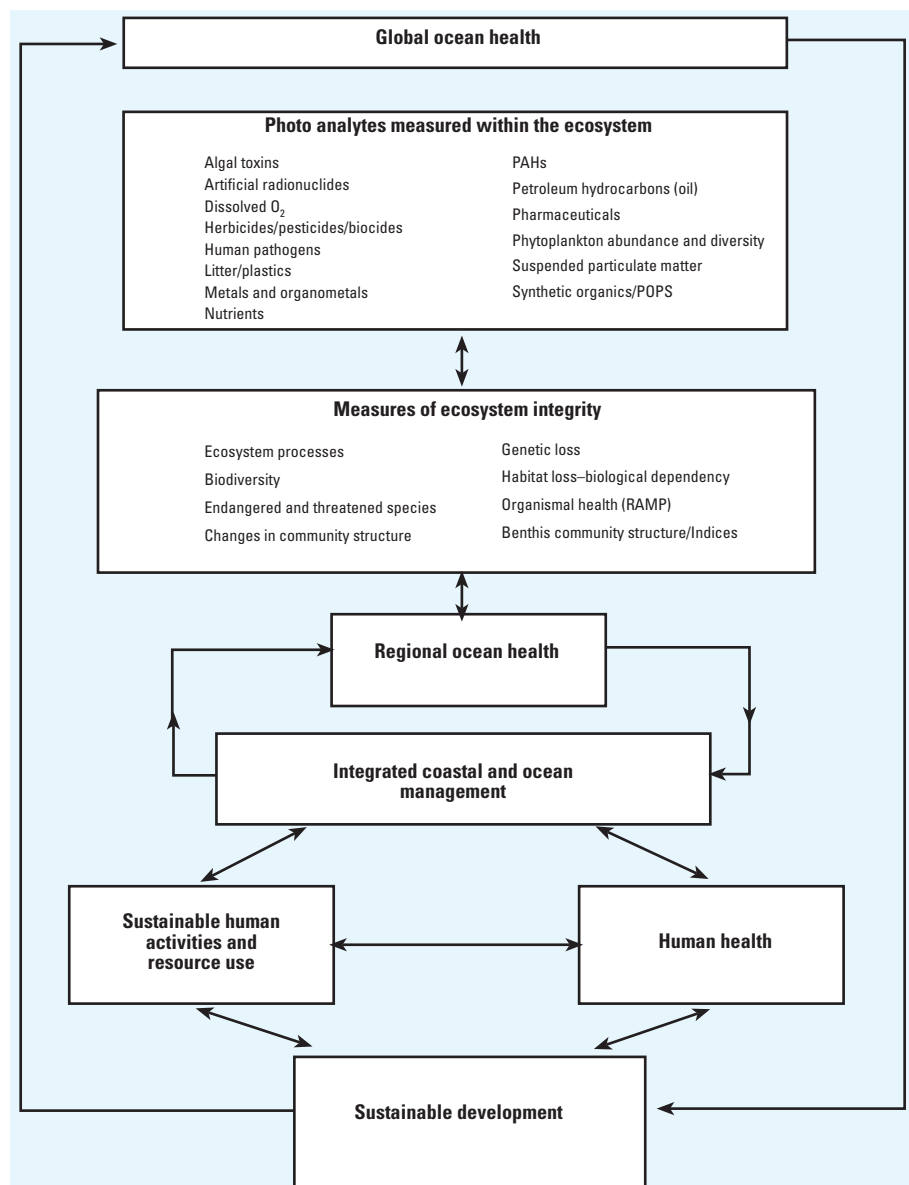 Global ocean health
Photo analytes measured within the ecosystem
Algal toxins
Artificial radionuclides
Dissolved O₂
Herbicides/pesticides/biocides
Human pathogens
Litter/plastics
Metals and organometals
Nutrients
PAHs
Petroleum hydrocarbons (oil)
Pharmaceuticals
Phytoplankton abundance and diversity
Suspended particulate matter
Synthetic organics/POPS
Measures of ecosystem integrity
Ecosystem processes
Biodiversity
Endangered and threatened species
Changes in community structure
Genetic loss
Habitat loss–biological dependency
Organismal health (RAMP)
Benthis community structure/Indices
Regional ocean health
Integrated coastal and ocean
management
Sustainable human
activities and
resource use
Human health
Sustainable development